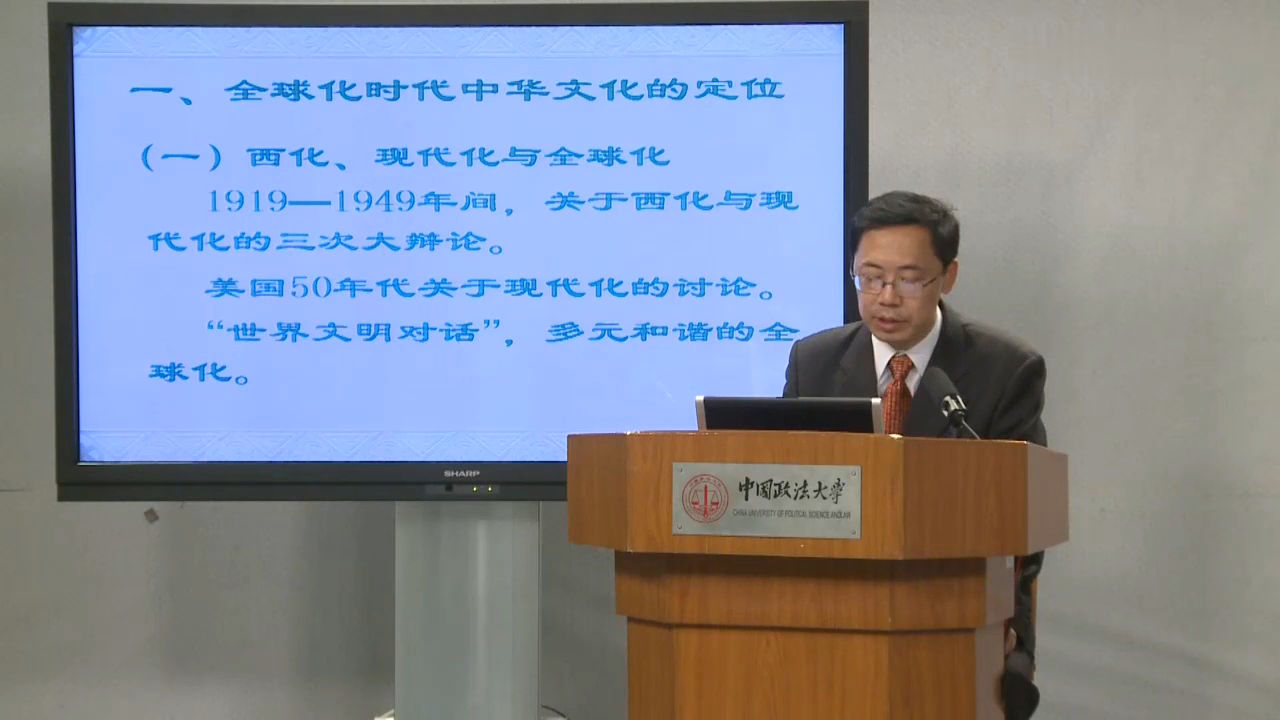 一、全球化时代中华文化的定位
（一）西化、现代化与全球化
1919—1949年间，关于西化与现
代化的三次大辩论。
美国50年代关于现代化的讨论。
“世界文明对话”，多元和谐的全
球化。
SHARP
中国政法大学
CHINA UNIVERSITY OF POLITICAL SCIENCE AND LAW